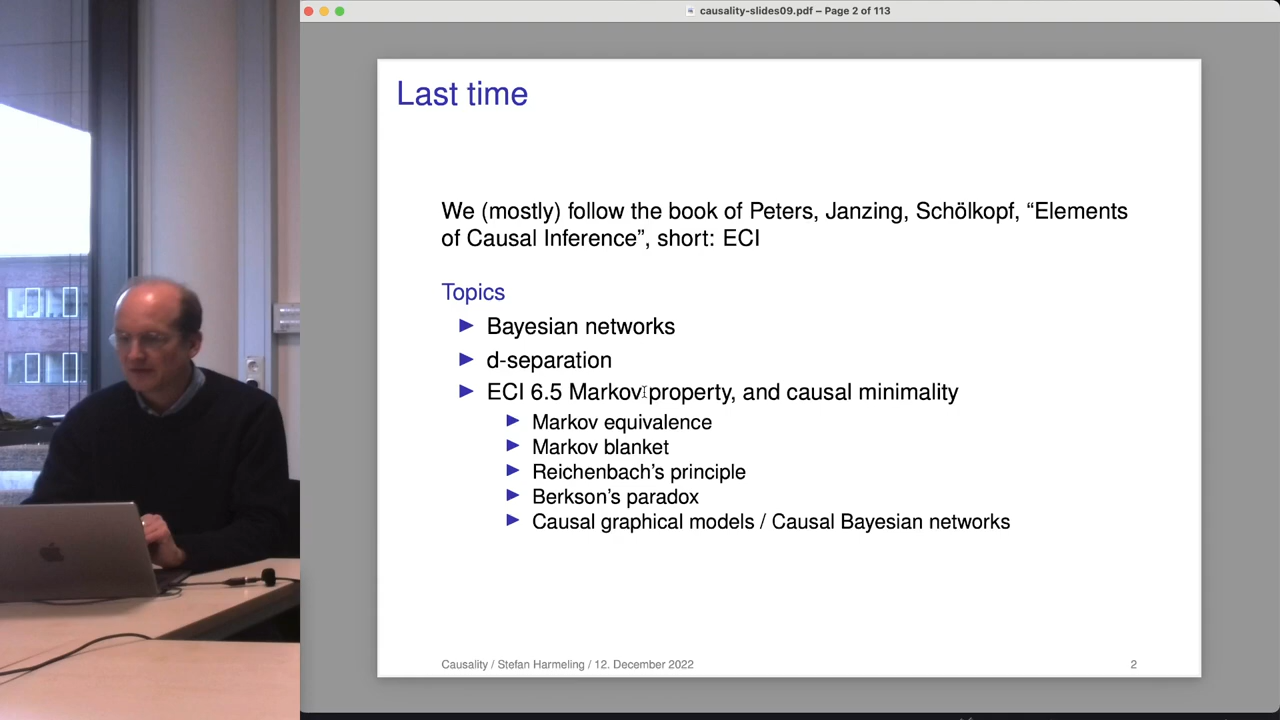 causality-slides09.pdf – Page 2 of 113
Last time
We (mostly) follow the book of Peters, Janzing, Schölkopf, “Elements
of Causal Inference”, short: ECI
Topics
Bayesian networks
d-separation
ECI 6.5 Markov property, and causal minimality
Markov equivalence
Markov blanket
Reichenbach’s principle
Berkson’s paradox
Causal graphical models / Causal Bayesian networks
Causality / Stefan Harmeling / 12. December 2022
2